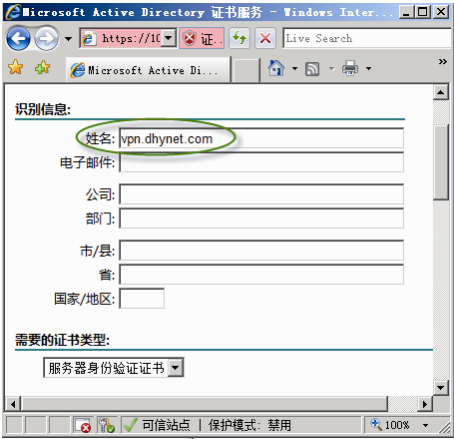 Microsoft Active Directory 证书服务 - Windows Inter...
https://10 证.. Live Search
Microsoft Active Di...
识别信息:
姓名: vpn.dhynet.com
电子邮件:
公司:
部门:
市/县:
省:
国家/地区:
需要的证书类型:
服务器身份验证证书
可信站点 | 保护模式: 禁用 100%